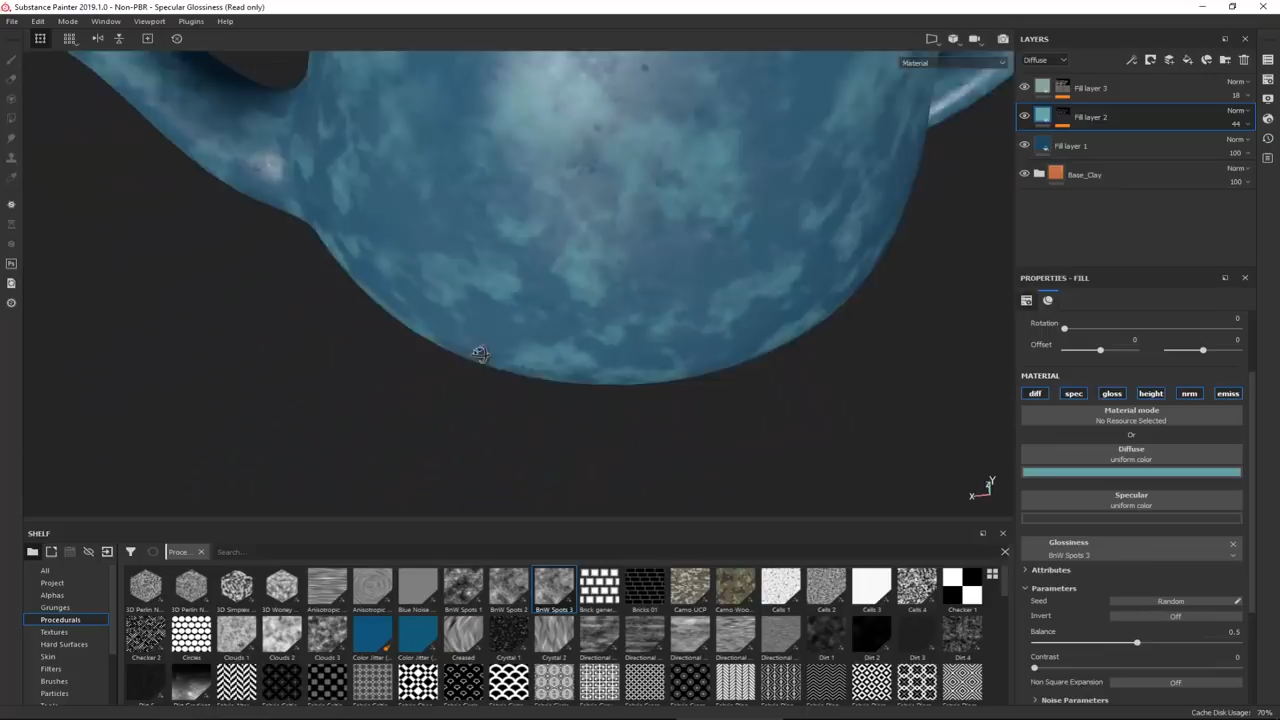 Substance Painter 2019.1.0 - Non-PBR - Specular Glossiness (Read only)
File Edit Mode Window Viewport Plugins Help
Material
LAYERS
Diffuse
Norm
Fill layer 3
18
Norm
Fill layer 2
44
Norm
Fill layer 1
100
Norm
Base_Clay
100
PROPERTIES - FILL
Rotation 0
Offset 0 0
MATERIAL
diff spec gloss height nrm emiss
Material mode
No Resource Selected
Or
Diffuse
uniform color
Specular
uniform color
Glossiness
BnW Spots 3
Attributes
Parameters
Seed Random
Invert Off
Balance 0.5
Contrast 0
Non Square Expansion Off
Noise Parameters
Y
Z
X
SHELF
Proce... Search...
All
Project
Alphas
Grunges
Procedurals
Textures
Hard Surfaces
Skin
Filters
Brushes
Particles
3D Perlin N... 3D Perlin N... 3D Simplex ... 3D Worley ... Anisotropic ... Anisotropic ... Blue Noise ... BnW Spots 1 BnW Spots 2 BnW Spots 3 Brick gene... Bricks 01 Camo UCP Camo Woo... Cells 1 Cells 2 Cells 3 Cells 4 Checker 1
Checker 2 Circles Clouds 1 Clouds 2 Clouds 3 Color Jitter (... Color Jitter (... Creased Crystal 1 Crystal 2 Directional ... Directional ... Directional ... Directional ... Directional ... Dirt 1 Dirt 2 Dirt 3 Dirt 4
Cache Disk Usage: 70%